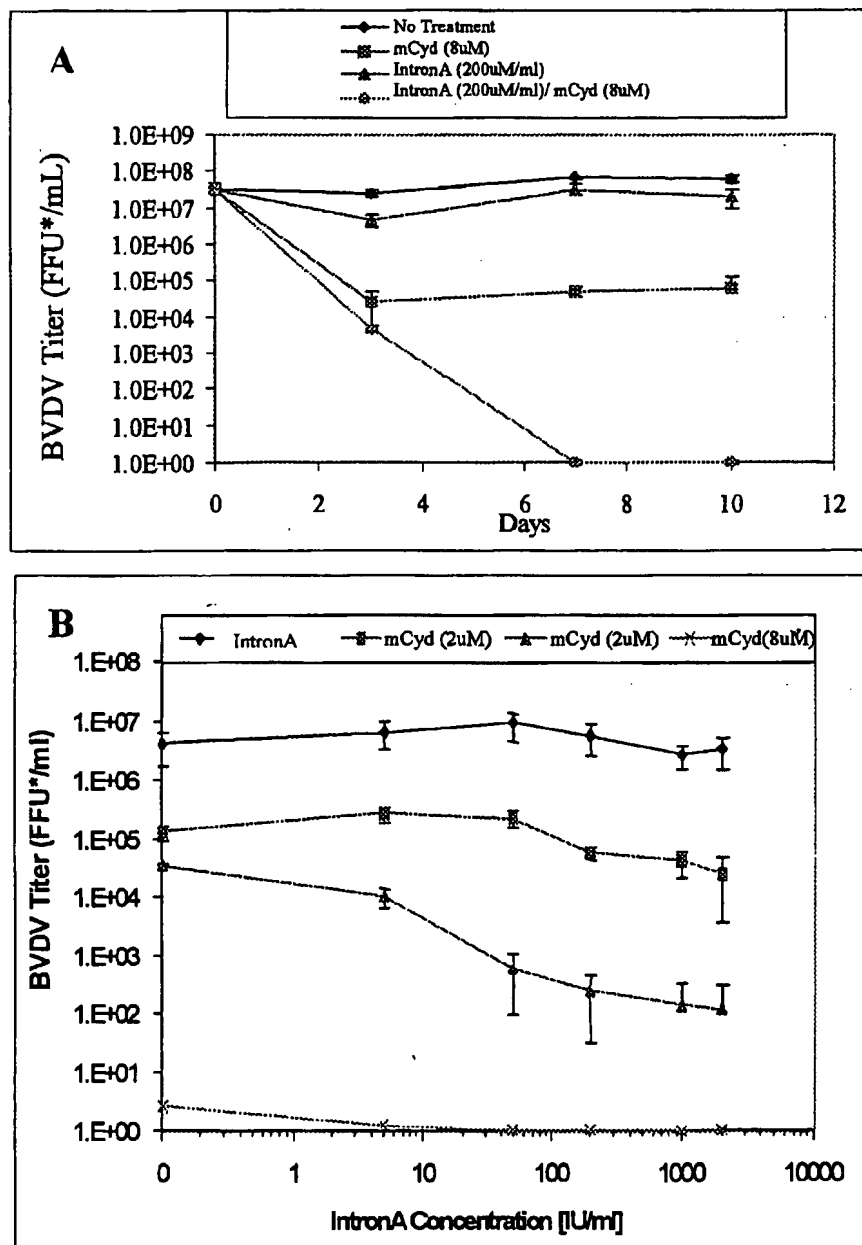 A
No Treatment
mCyd (8uM)
IntronA (200uM/ml)
IntronA (200uM/ml)/ mCyd (8uM)
BVDV Titer (FFU*/mL)
1.0E+09
1.0E+08
1.0E+07
1.0E+06
1.0E+05
1.0E+04
1.0E+03
1.0E+02
1.0E+01
1.0E+00
0 2 4 6 8 10 12
Days
B
IntronA mCyd (2uM) mCyd (2uM) mCyd(8uM)
BVDV Titer (FFU*/ml)
1.E+08
1.E+07
1.E+06
1.E+05
1.E+04
1.E+03
1.E+02
1.E+01
1.E+00
0 1 10 100 1000 10000
IntronA Concentration [IU/ml]